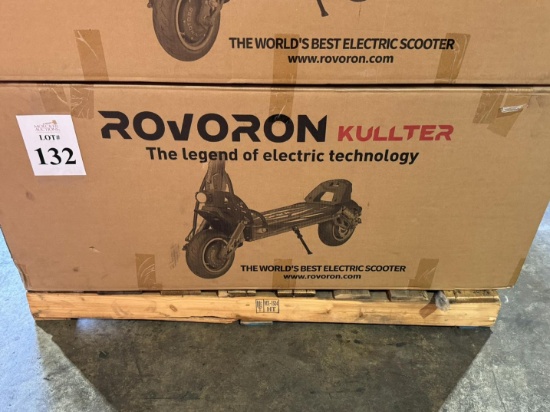 THE WORLD'S BEST ELECTRIC SCOOTER
www.rovoron.com
LOT#
132
ROVORON KULLTER
The legend of electric technology
THE WORLD'S BEST ELECTRIC SCOOTER
www.rovoron.com
HT